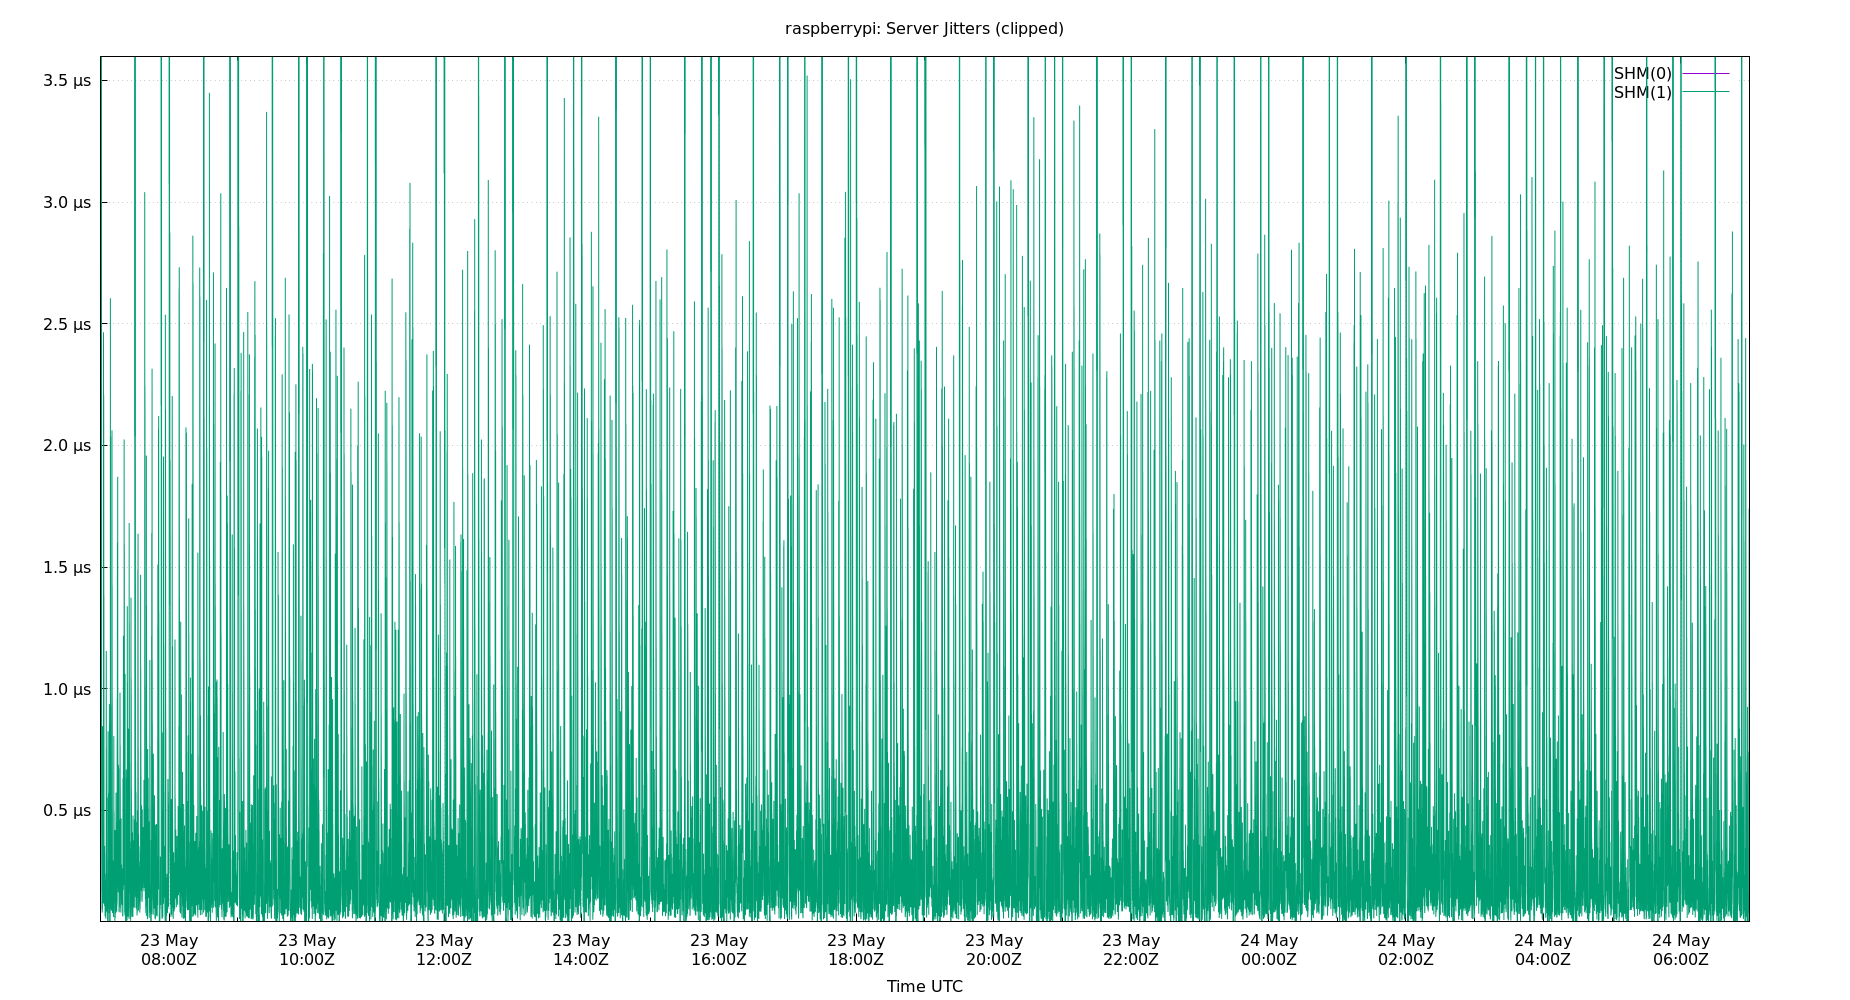 raspberrypi: Server Jitters (clipped)
3.5 µs
3.0 µs
2.5 µs
2.0 µs
1.5 µs
1.0 µs
0.5 µs
SHM(0)
SHM(1)
23 May 23 May 23 May 23 May 23 May 23 May 23 May 23 May 24 May 24 May 24 May 24 May
08:00Z 10:00Z 12:00Z 14:00Z 16:00Z 18:00Z 20:00Z 22:00Z 00:00Z 02:00Z 04:00Z 06:00Z
Time UTC